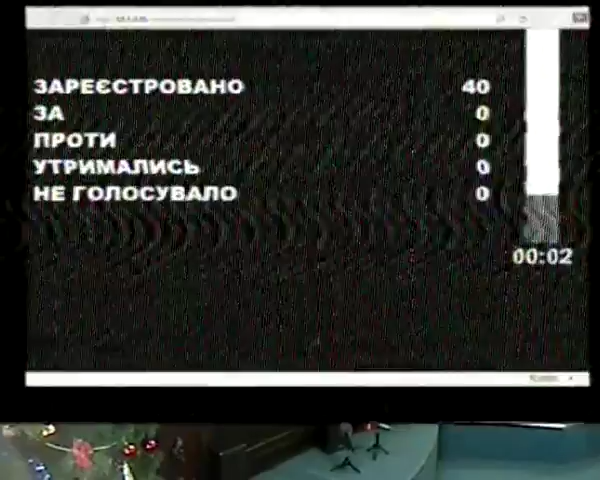 ЗАРЕЄСТРОВАНО 40
ЗА 0
ПРОТИ 0
УТРИМАЛИСЬ 0
НЕ ГОЛОСУВАЛО 0
00:02